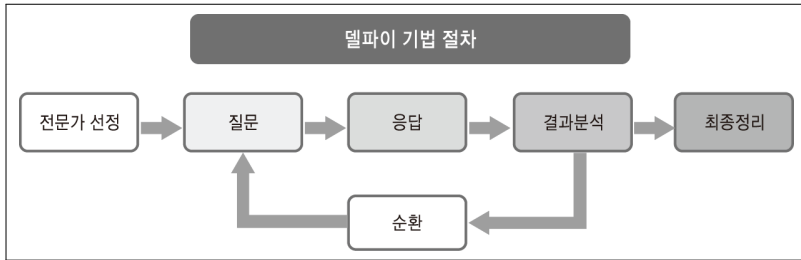 델파이 기법 절차
전문가 선정
질문
응답
결과분석
최종정리
순환